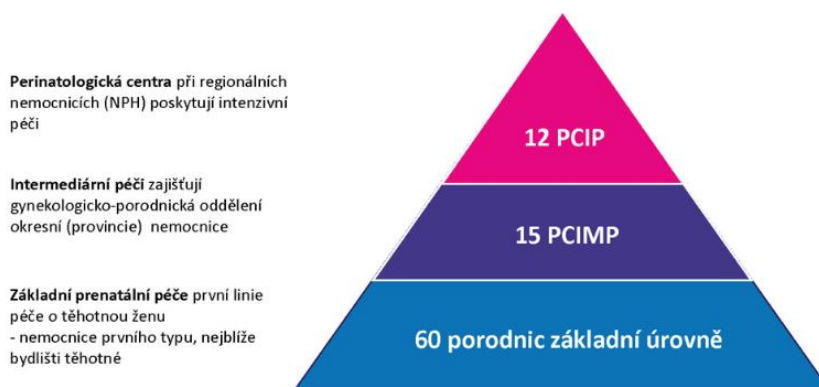 Perinatologická centra při regionálních
nemocnicích (NPH) poskytují intenzivní
péči
12 PCIP
Intermediární péči zajišťují
gynekologicko-porodnická oddělení
okresní (provincie) nemocnice
15 PCIMP
Základní prenatální péče první linie
péče o těhotnou ženu
- nemocnice prvního typu, nejblíže
bydlišti těhotné
60 porodnic základní úrovně